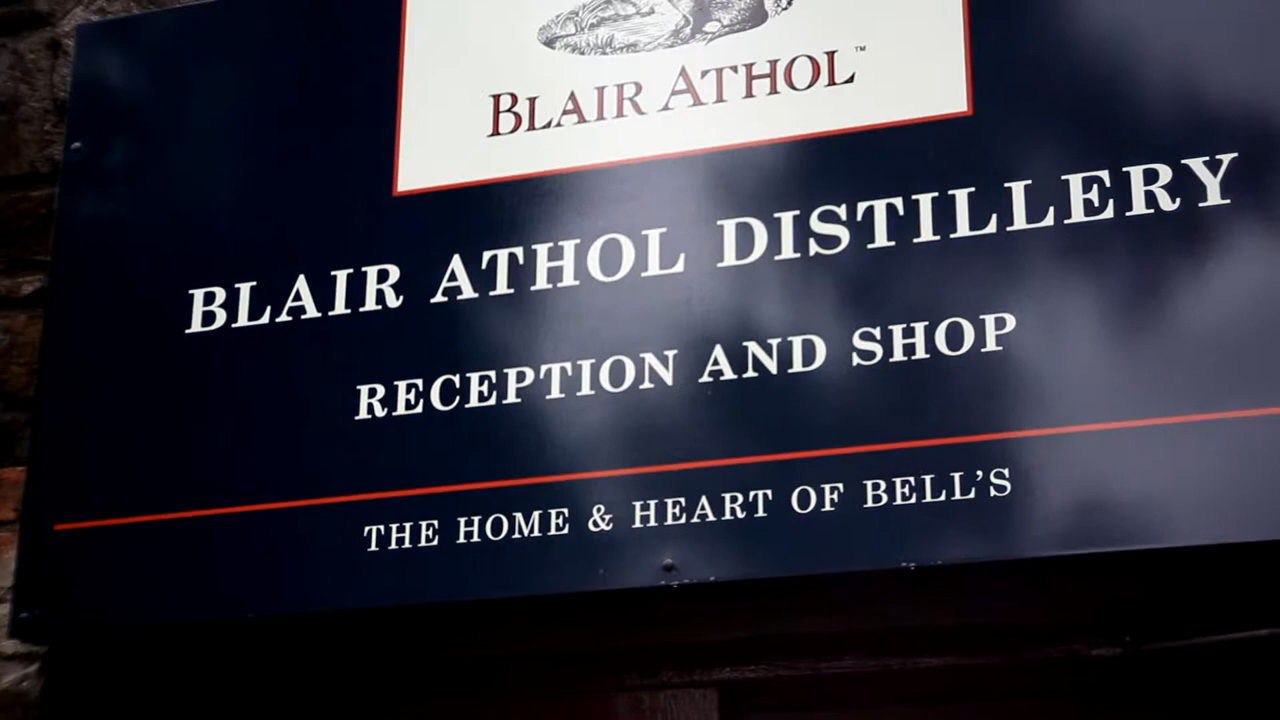 BLAIR ATHOL™
BLAIR ATHOL DISTILLERY
RECEPTION AND SHOP
THE HOME & HEART OF BELL'S